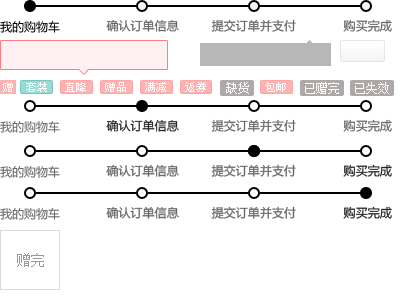 我的购物车 确认订单信息 提交订单并支付 购买完成
赠 套装 直降 赠品 满减 返券 缺货 包邮 已赠完 已失效
我的购物车 确认订单信息 提交订单并支付 购买完成
我的购物车 确认订单信息 提交订单并支付 购买完成
我的购物车 确认订单信息 提交订单并支付 购买完成
赠完